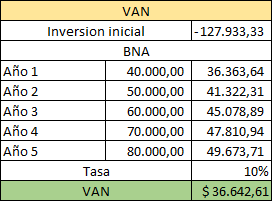 VAN
Inversion inicial -127.933,33
BNA
Año 1 40.000,00 36.363,64
Año 2 50.000,00 41.322,31
Año 3 60.000,00 45.078,89
Año 4 70.000,00 47.810,94
Año 5 80.000,00 49.673,71
Tasa 10%
VAN $ 36.642,61